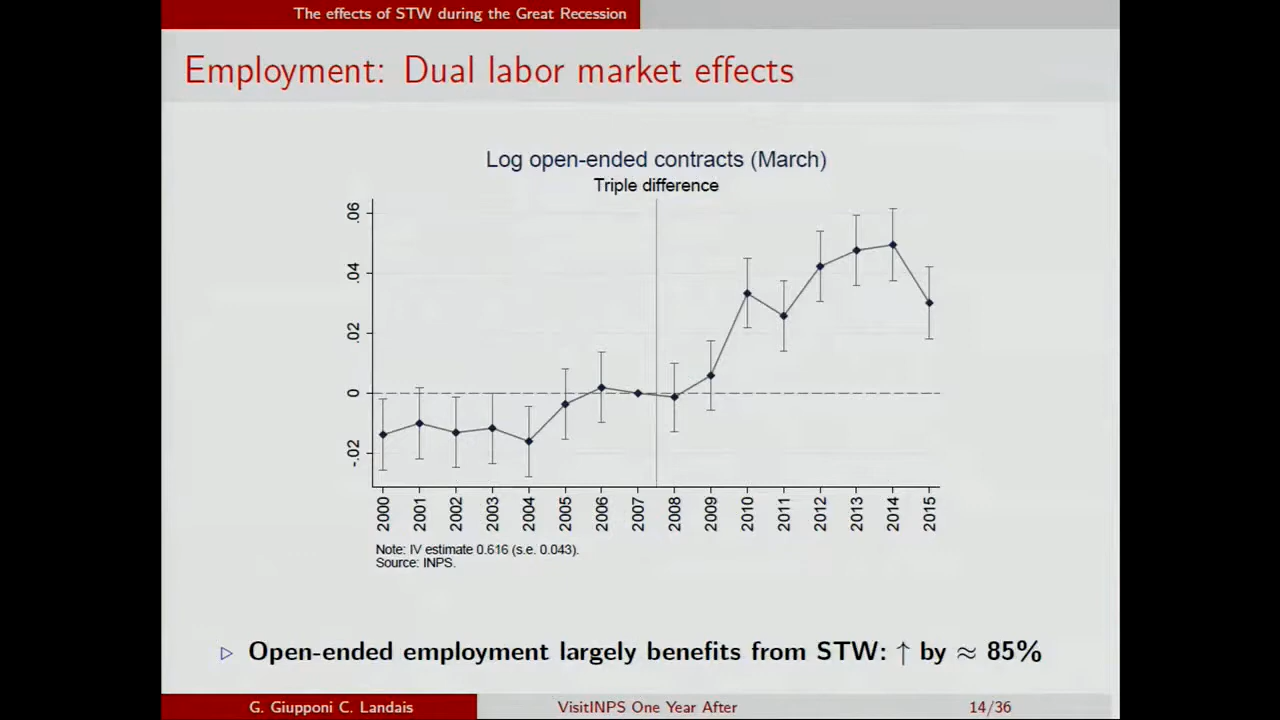 The effects of STW during the Great Recession
Employment: Dual labor market effects
Log open-ended contracts (March)
Triple difference
.06
.04
.02
0
-.02
2000 2001 2002 2003 2004 2005 2006 2007 2008 2009 2010 2011 2012 2013 2014 2015
Note: IV estimate 0.616 (s.e. 0.043).
Source: INPS.
▷ Open-ended employment largely benefits from STW: ↑ by ≈ 85%
G. Giupponi C. Landais VisitINPS One Year After 14/36